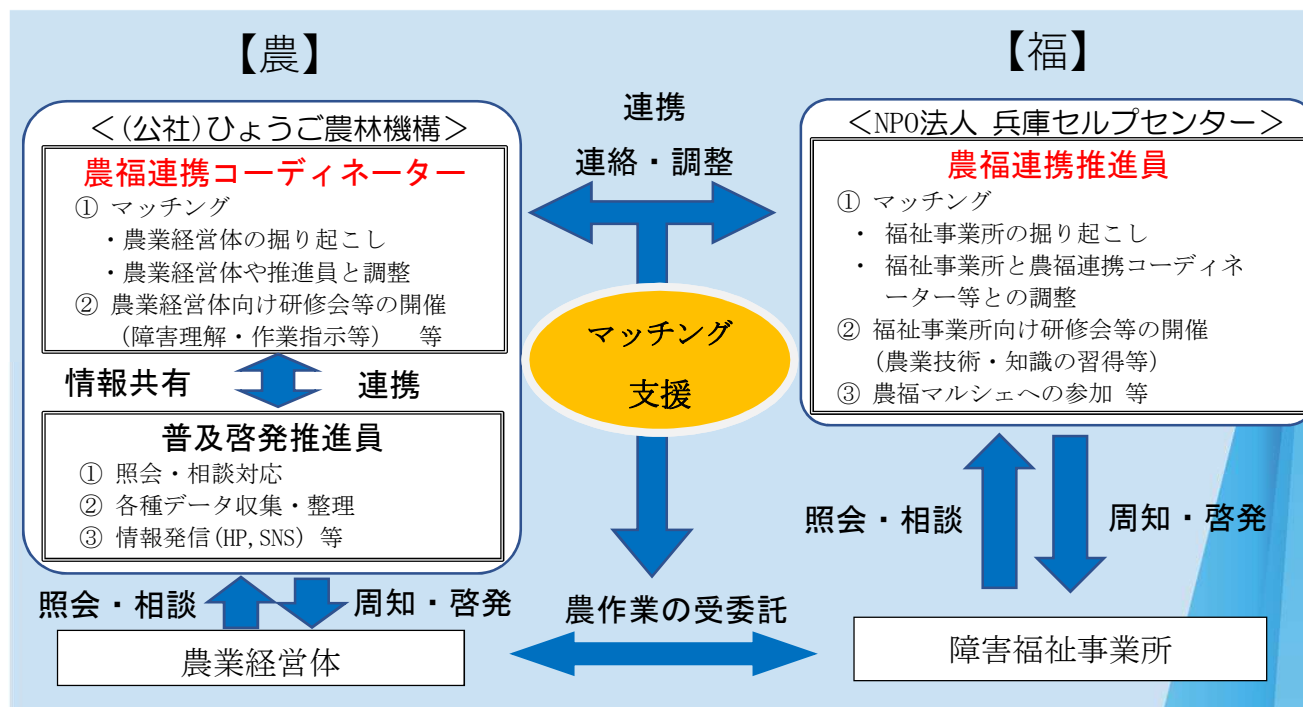 【農】
＜(公社)ひょうご農林機構＞
農福連携コーディネーター
① マッチング
・農業経営体の掘り起こし
・農業経営体や推進員と調整
② 農業経営体向け研修会等の開催
(障害理解・作業指示等) 等
情報共有 連携
普及啓発推進員
① 照会・相談対応
② 各種データ収集・整理
③ 情報発信(HP,SNS) 等
照会・相談 周知・啓発
農業経営体
連携
連絡・調整
マッチング
支援
農作業の受委託
【福】
＜NPO法人 兵庫セルプセンター＞
農福連携推進員
① マッチング
・ 福祉事業所の掘り起こし
・ 福祉事業所と農福連携コーディネ
ーター等との調整
② 福祉事業所向け研修会等の開催
(農業技術・知識の習得等)
③ 農福マルシェへの参加 等
照会・相談 周知・啓発
障害福祉事業所